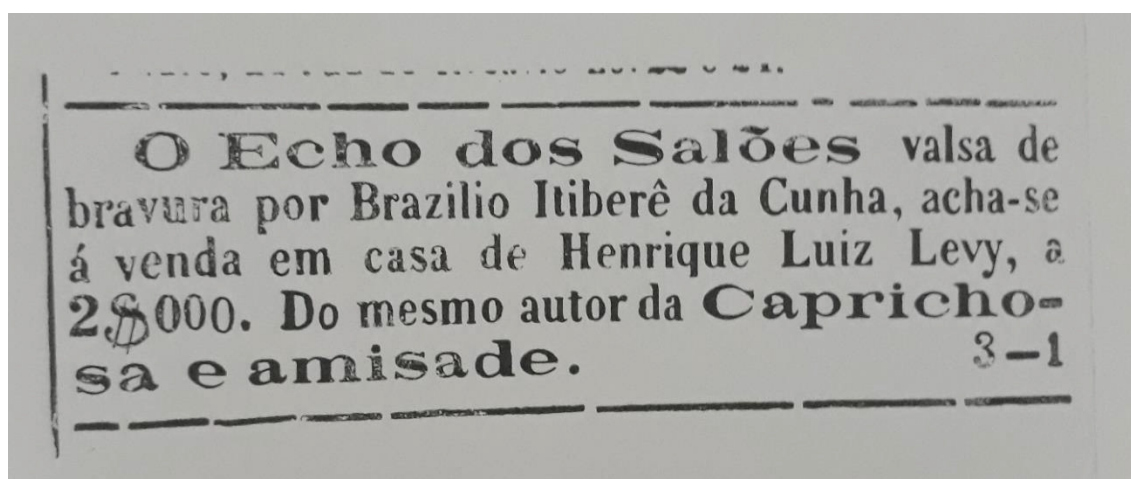 O Echo dos Salões valsa de
bravura por Brazilio Itiberê da Cunha, acha-se
á venda em casa de Henrique Luiz Levy, a
2$000. Do mesmo autor da Capricho-
sa e amisade. 3—1